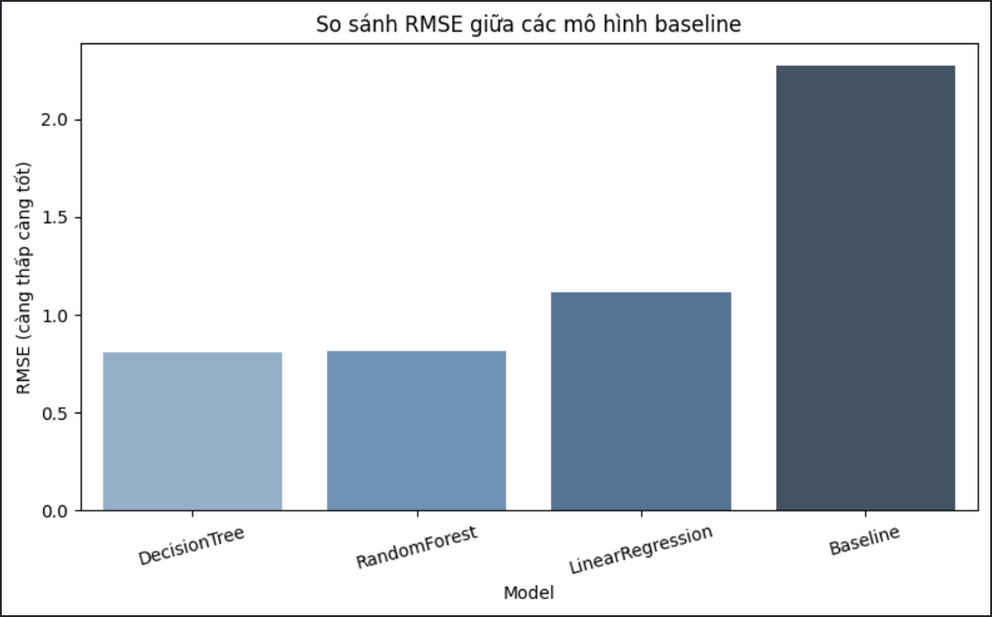 So sánh RMSE giữa các mô hình baseline
RMSE (càng thấp càng tốt)
2.0
1.5
1.0
0.5
0.0
DecisionTree
RandomForest
LinearRegression
Baseline
Model